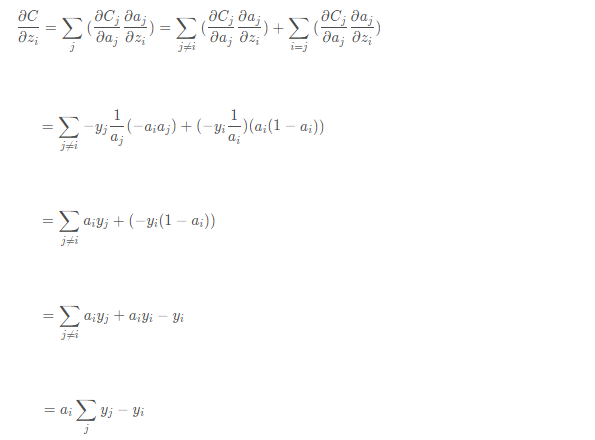 ∂C/∂z_i = ∑_j (∂C_j/∂a_j ∂a_j/∂z_i) = ∑_{j≠i} (∂C_j/∂a_j ∂a_j/∂z_i) + ∑_{i=j} (∂C_j/∂a_j ∂a_j/∂z_i)
= ∑_{j≠i} −y_j 1/a_j (−a_i a_j) + (−y_i 1/a_i)(a_i(1 − a_i))
= ∑_{j≠i} a_i y_j + (−y_i(1 − a_i))
= ∑_{j≠i} a_i y_j + a_i y_i − y_i
= a_i ∑_j y_j − y_i